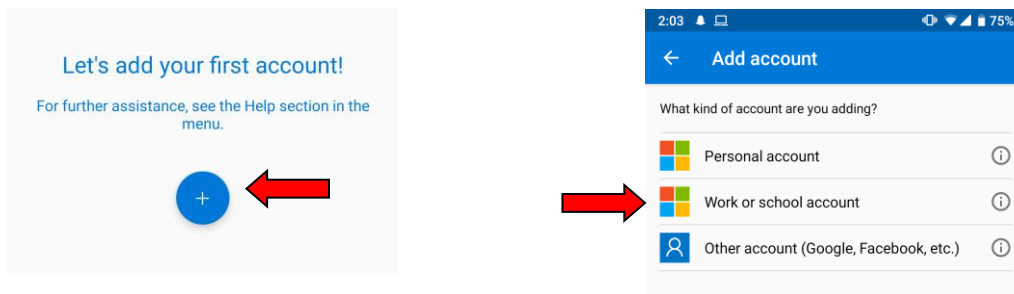 Let's add your first account!
For further assistance, see the Help section in the
menu.
2:03
75%
Add account
What kind of account are you adding?
Personal account
Work or school account
Other account (Google, Facebook, etc.)